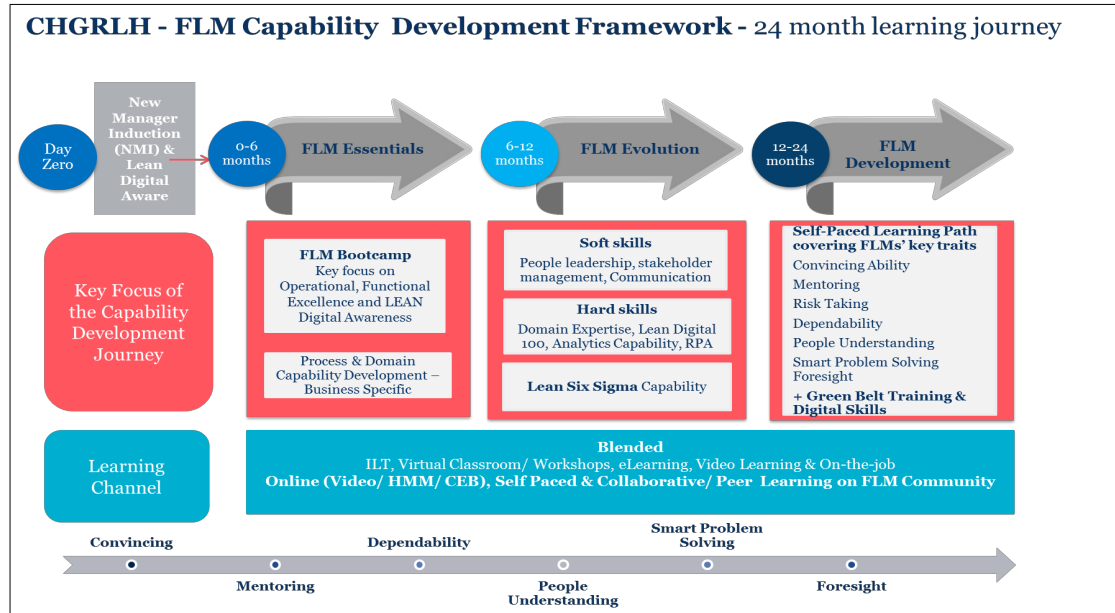 CHGRLH - FLM Capability Development Framework - 24 month learning journey
Day
Zero
New
Manager
Induction
(NMI) &
Lean
Digital
Aware
0-6
months
FLM Essentials
6-12
months
FLM Evolution
12-24
months
FLM
Development
Key Focus of
the Capability
Development
Journey
FLM Bootcamp
Key focus on
Operational, Functional
Excellence and LEAN
Digital Awareness
Process & Domain
Capability Development –
Business Specific
Soft skills
People leadership, stakeholder
management, Communication
Hard skills
Domain Expertise, Lean Digital
100, Analytics Capability, RPA
Lean Six Sigma Capability
Self-Paced Learning Path
covering FLMs' key traits
Convincing Ability
Mentoring
Risk Taking
Dependability
People Understanding
Smart Problem Solving
Foresight
+ Green Belt Training &
Digital Skills
Learning
Channel
Blended
ILT, Virtual Classroom/ Workshops, eLearning, Video Learning & On-the-job
Online (Video/ HMM/ CEB), Self Paced & Collaborative/ Peer Learning on FLM Community
Convincing
Mentoring
Dependability
People
Understanding
Smart Problem
Solving
Foresight